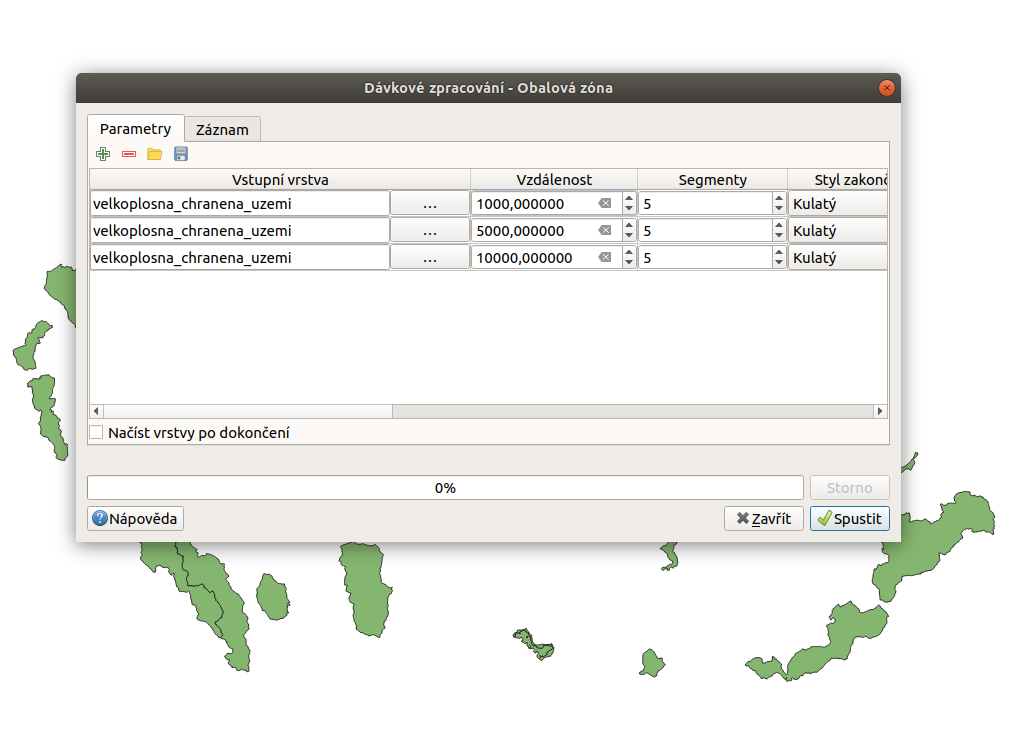 Dávkové zpracování - Obalová zóna
Parametry Záznam
Vstupní vrstva Vzdálenost Segmenty Styl zakonč
velkoplosna_chranena_uzemi ... 1000,000000 5 Kulatý
velkoplosna_chranena_uzemi ... 5000,000000 5 Kulatý
velkoplosna_chranena_uzemi ... 10000,000000 5 Kulatý
Načíst vrstvy po dokončení
0% Storno
Nápověda Zavřít Spustit